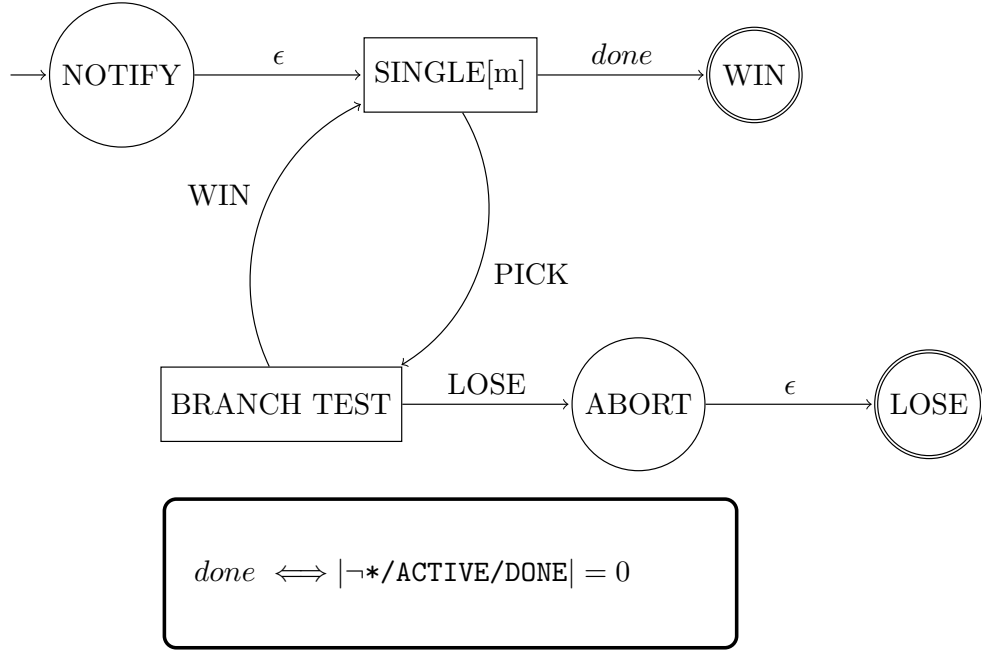 NOTIFY
ϵ
SINGLE[m]
done
WIN
WIN
PICK
BRANCH TEST
LOSE
ABORT
ϵ
LOSE
done ⟺ |¬*/ACTIVE/DONE| = 0